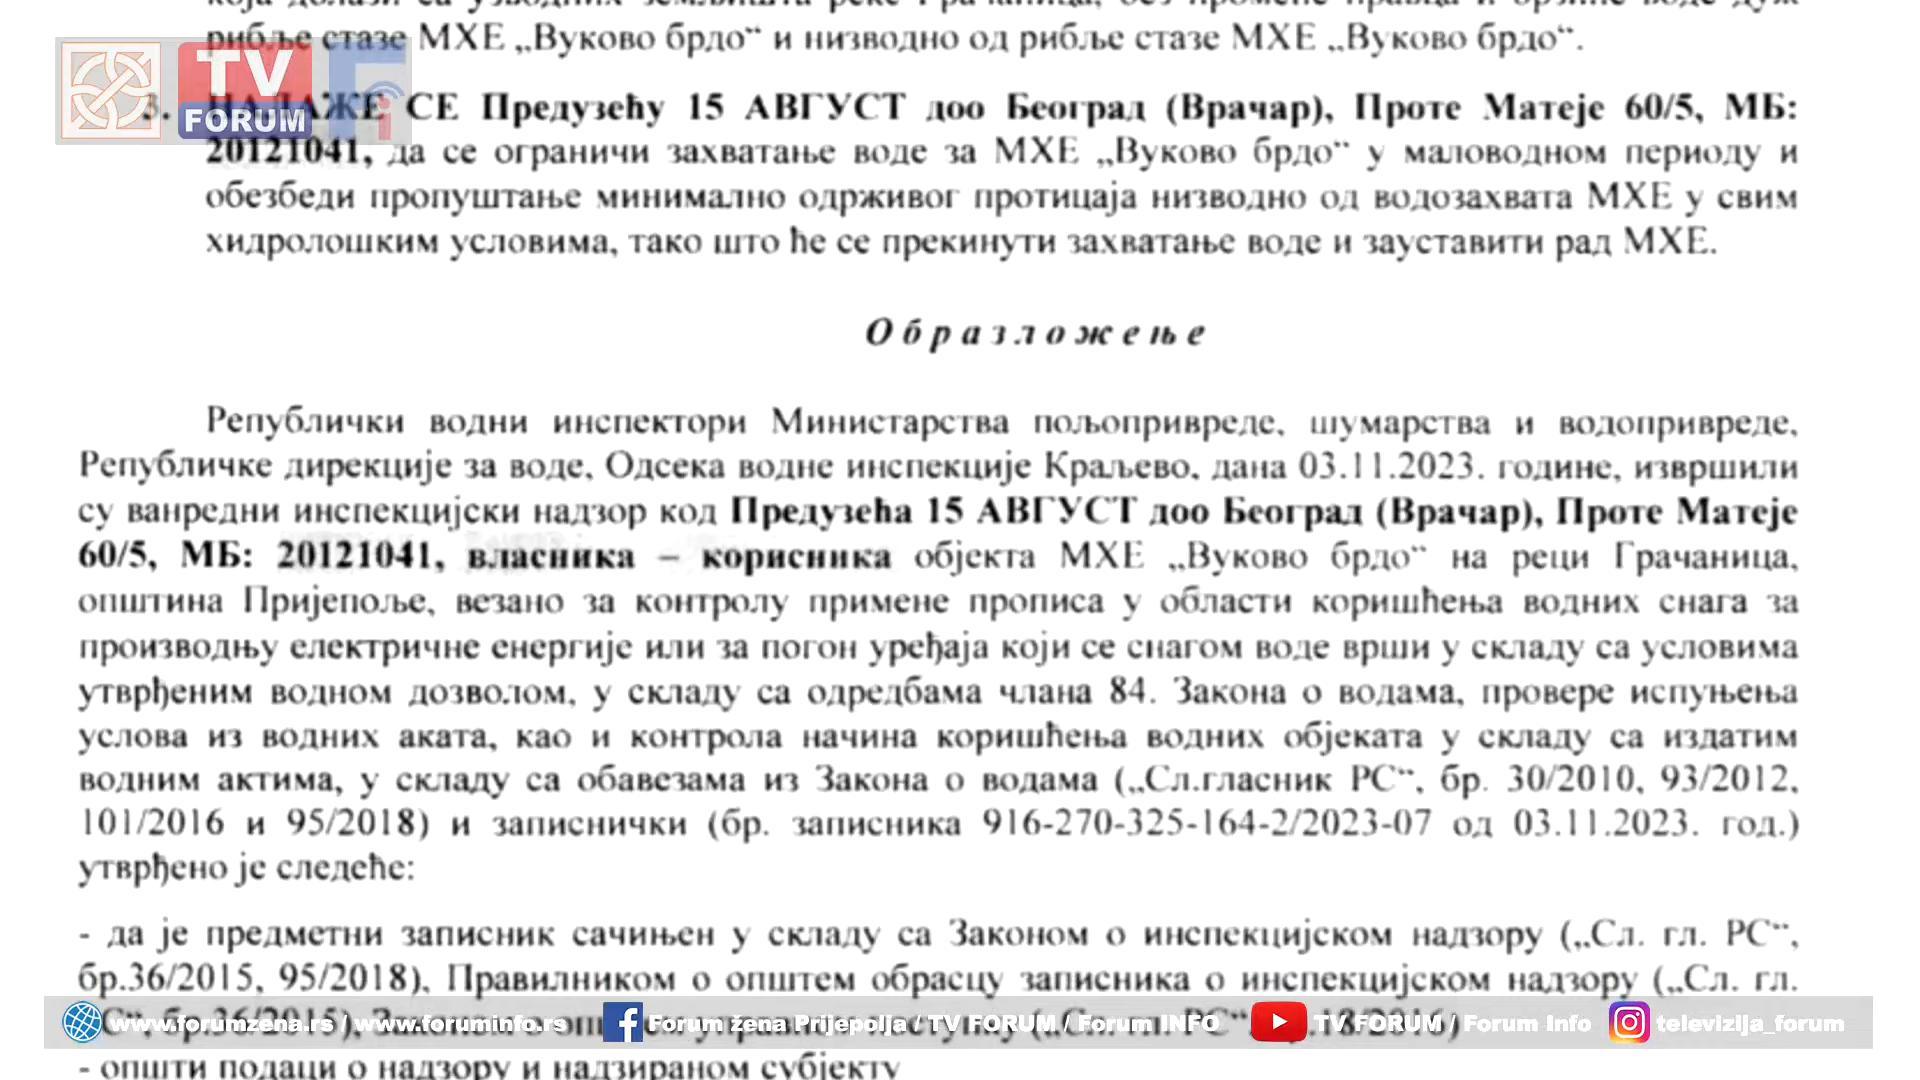 рибље стазе МХЕ „Вуково брдо“ и низводно од рибље стазе МХЕ „Вуково брдо“.
TV
FORUM
Fi
3. НАЛАЖЕ СЕ Предузећу 15 АВГУСТ доо Београд (Врачар), Проте Матеје 60/5, МБ:
20121041, да се ограничи захватање воде за МХЕ „Вуково брдо“ у маловодном периоду и
обезбеди пропуштање минимално одрживог протицаја низводно од водозахвата МХЕ у свим
хидролошким условима, тако што ће се прекинути захватање воде и зауставити рад МХЕ.
Образложење
Републички водни инспектори Министарства пољопривреде, шумарства и водопривреде,
Републичке дирекције за воде, Одсека водне инспекције Краљево, дана 03.11.2023. године, извршили
су ванредни инспекцијски надзор код Предузећа 15 АВГУСТ доо Београд (Врачар), Проте Матеје
60/5, МБ: 20121041, власника – корисника објекта МХЕ „Вуково брдо“ на реци Грачаница,
општина Пријепоље, везано за контролу примене прописа у области коришћења водних снага за
производњу електричне енергије или за погон уређаја који се снагом воде врши у складу са условима
утврђеним водном дозволом, у складу са одредбама члана 84. Закона о водама, провере испуњења
услова из водних аката, као и контрола начина коришћења водних објеката у складу са издатим
водним актима, у складу са обавезама из Закона о водама („Сл.гласник РС“, бр. 30/2010, 93/2012,
101/2016 и 95/2018) и записнички (бр. записника 916-270-325-164-2/2023-07 од 03.11.2023. год.)
утврђено је следеће:
- да је предметни записник сачињен у складу са Законом о инспекцијском надзору („Сл. гл. РС“,
бр.36/2015, 95/2018), Правилником о општем обрасцу записника о инспекцијском надзору („Сл. гл.
www.forumzena.rs / www.foruminfo.rs Forum žena Prijepolja / TV FORUM / Forum INFO TV FORUM / Forum Info televizija_forum
- општи подаци о надзору и надзираном субјекту